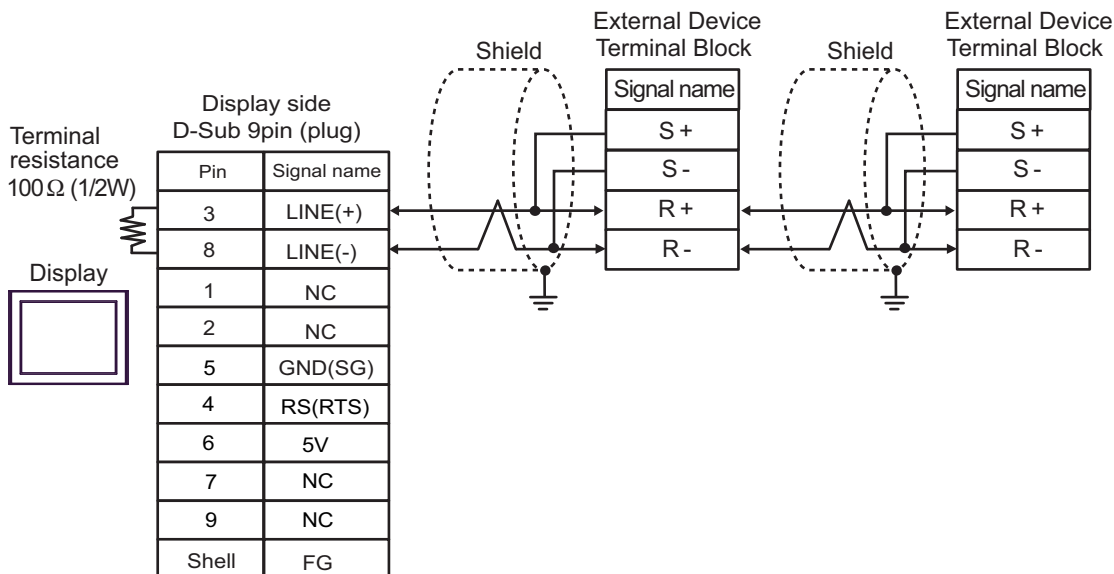 External Device
Terminal Block
External Device
Terminal Block
Shield
Shield
Signal name
S +
S -
R +
R -
Signal name
S +
S -
R +
R -
Display side
D-Sub 9pin (plug)
Terminal
resistance
100Ω (1/2W)
Display
Pin Signal name
3 LINE(+)
8 LINE(-)
1 NC
2 NC
5 GND(SG)
4 RS(RTS)
6 5V
7 NC
9 NC
Shell FG